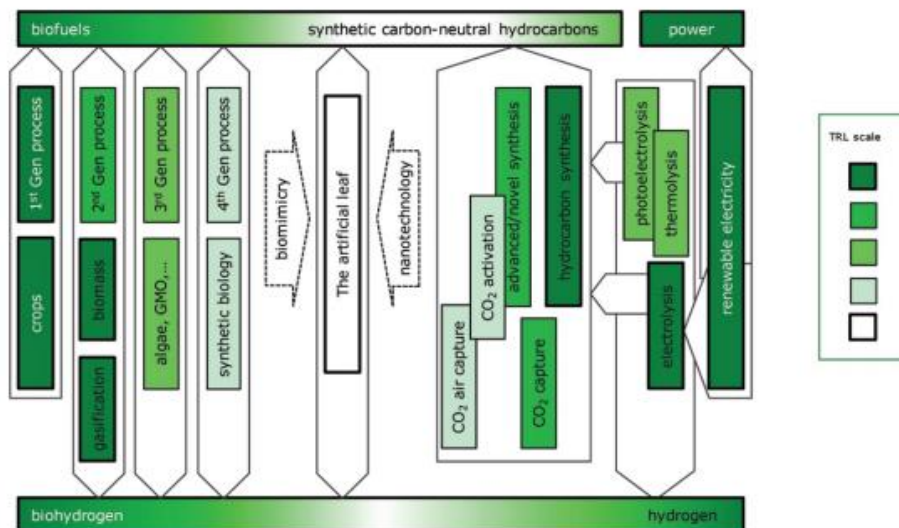 biofuels
synthetic carbon-neutral hydrocarbons
power
1st Gen process
2nd Gen process
3rd Gen process
4th Gen process
biomimicry
The artificial leaf
nanotechnology
CO2 activation
advanced/novel synthesis
hydrocarbon synthesis
photoelectrolysis
thermolysis
renewable electricity
TRL scale
crops
biomass
algae, GMO,...
synthetic biology
gasification
CO2 air capture
CO2 capture
electrolysis
biohydrogen
hydrogen